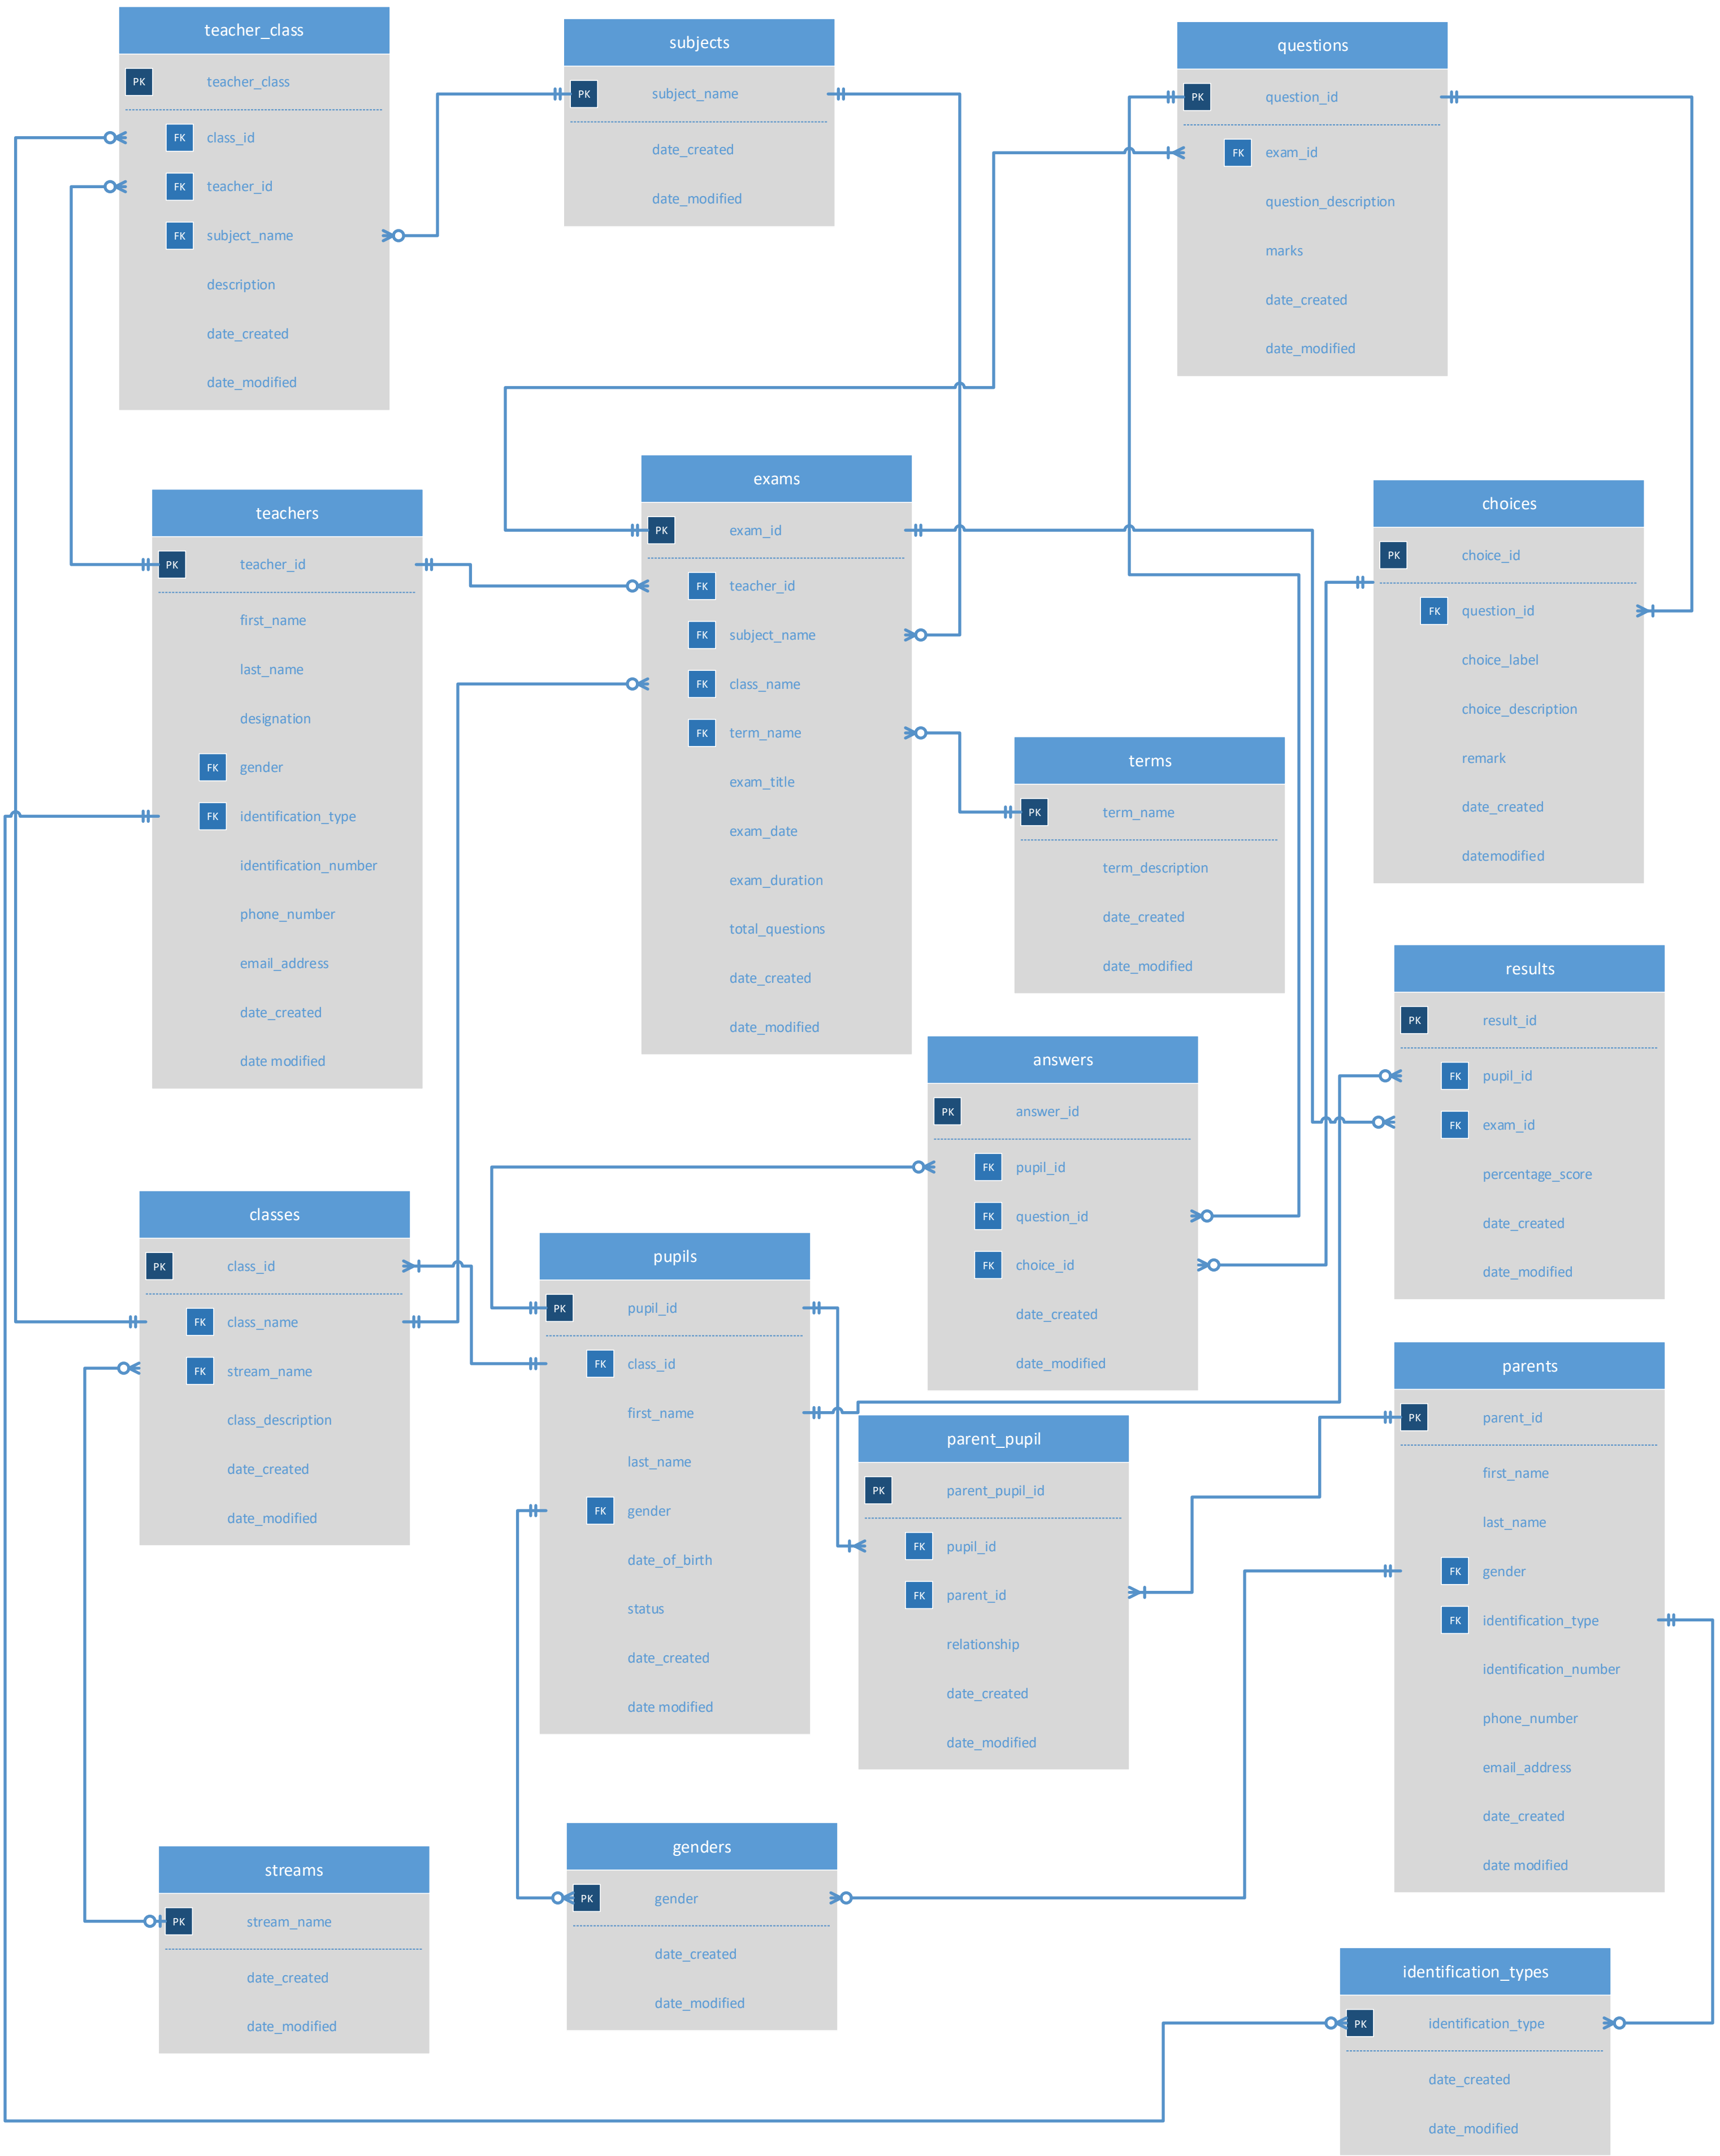 teacher_class
PK teacher_class
FK class_id
FK teacher_id
FK subject_name
description
date_created
date_modified
subjects
PK subject_name
date_created
date_modified
questions
PK question_id
FK exam_id
question_description
marks
date_created
date_modified
teachers
PK teacher_id
first_name
last_name
designation
FK gender
FK identification_type
identification_number
phone_number
email_address
date_created
date modified
exams
PK exam_id
FK teacher_id
FK subject_name
FK class_name
FK term_name
exam_title
exam_date
exam_duration
total_questions
date_created
date_modified
choices
PK choice_id
FK question_id
choice_label
choice_description
remark
date_created
datemodified
terms
PK term_name
term_description
date_created
date_modified
results
PK result_id
FK pupil_id
FK exam_id
percentage_score
date_created
date_modified
answers
PK answer_id
FK pupil_id
FK question_id
FK choice_id
date_created
date_modified
classes
PK class_id
FK class_name
FK stream_name
class_description
date_created
date_modified
pupils
PK pupil_id
FK class_id
first_name
last_name
FK gender
date_of_birth
status
date_created
date modified
parent_pupil
PK parent_pupil_id
FK pupil_id
FK parent_id
relationship
date_created
date_modified
parents
PK parent_id
first_name
last_name
FK gender
FK identification_type
identification_number
phone_number
email_address
date_created
date modified
streams
PK stream_name
date_created
date_modified
genders
PK gender
date_created
date_modified
identification_types
PK identification_type
date_created
date_modified